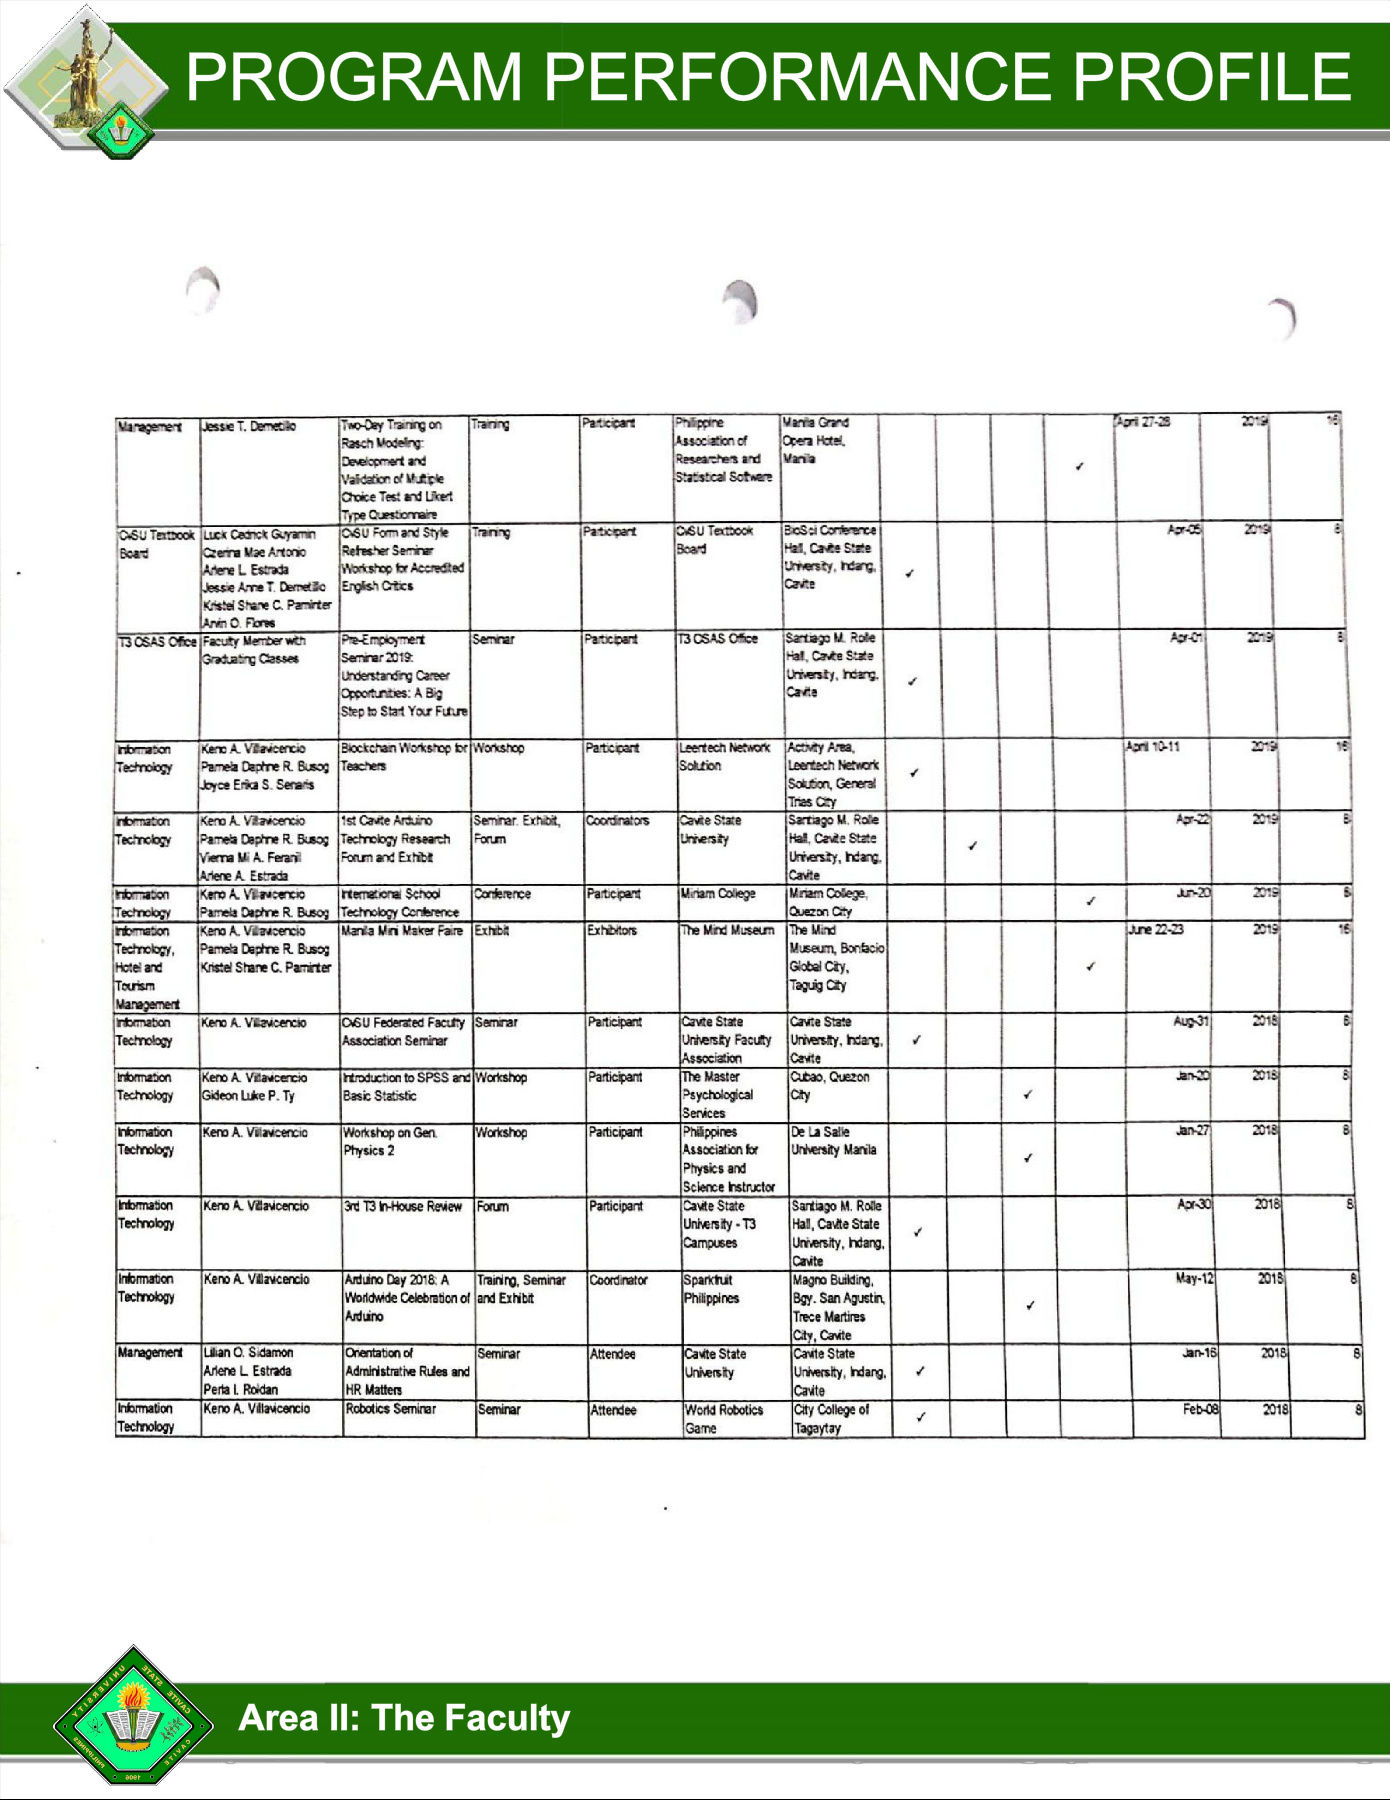 PROGRAM PERFORMANCE PROFILE
Management Jessie T. Demetillo Two-Day Training on Training Participant Philippine Manila Grand April 27-28 2019 16
Rasch Modeling: Association of Opera Hotel,
Development and Researchers and Manila ✓
Validation of Multiple Statistical Software
Choice Test and Likert
Type Questionnaire
CvSU Textbook Luck Cedrick Guyamin CvSU Form and Style Training Participant CvSU Textbook BioSci Conference Apr-05 2019 8
Board Czerina Mae Antonio Refresher Seminar Board Hall, Cavite State
Arlene L. Estrada Workshop for Accredited University, Indang, ✓
Jessie Anne T. Demetillo English Critics Cavite
Kristel Shane C. Paminter
Arvin O. Flores
T3 OSAS Office Faculty Member with Pre-Employment Seminar Participant T3 OSAS Office Santiago M. Rolle Apr-01 2019 8
Graduating Classes Seminar 2019: Hall, Cavite State
Understanding Career University, Indang, ✓
Opportunities: A Big Cavite
Step to Start Your Future
Information Keno A. Villavicencio Blockchain Workshop for Workshop Participant Leentech Network Activity Area, April 10-11 2019 16
Technology Pamela Daphne R. Busog Teachers Solution Leentech Network ✓
Joyce Erika S. Senaris Solution, General
Trias City
Information Keno A. Villavicencio 1st Cavite Arduino Seminar. Exhibit, Coordinators Cavite State Santiago M. Rolle Apr-22 2019 8
Technology Pamela Daphne R. Busog Technology Research Forum University Hall, Cavite State ✓
Vienna Mi A. Feranil Forum and Exhibit University, Indang,
Arlene A. Estrada Cavite
Information Keno A. Villavicencio International School Conference Participant Miriam College Miriam College, Jun-20 2019 8
Technology Pamela Daphne R. Busog Technology Conference Quezon City ✓
Information Keno A. Villavicencio Manila Mini Maker Faire Exhibit Exhibitors The Mind Museum The Mind June 22-23 2019 16
Technology, Pamela Daphne R. Busog Museum, Bonfacio
Hotel and Kristel Shane C. Paminter Global City, ✓
Tourism Taguig City
Management
Information Keno A. Villavicencio CvSU Federated Faculty Seminar Participant Cavite State Cavite State Aug-31 2018 8
Technology Association Seminar University Faculty University, Indang, ✓
Association Cavite
Information Keno A. Villavicencio Introduction to SPSS and Workshop Participant The Master Cubao, Quezon Jan-20 2018 8
Technology Gideon Luke P. Ty Basic Statistic Psychological City ✓
Services
Information Keno A. Villavicencio Workshop on Gen. Workshop Participant Philippines De La Salle Jan-27 2018 8
Technology Physics 2 Association for University Manila ✓
Physics and
Science Instructor
Information Keno A. Villavicencio 3rd T3 In-House Review Forum Participant Cavite State Santiago M. Rolle Apr-30 2018 8
Technology University - T3 Hall, Cavite State ✓
Campuses University, Indang,
Cavite
Information Keno A. Villavicencio Arduino Day 2018: A Training, Seminar Coordinator Sparkfruit Magno Building, May-12 2018 8
Technology Worldwide Celebration of and Exhibit Philippines Bgy. San Agustin, ✓
Arduino Trece Martires
City, Cavite
Management Lilian O. Sidamon Orientation of Seminar Attendee Cavite State Cavite State Jan-16 2018 8
Arlene L. Estrada Administrative Rules and University University, Indang, ✓
Perla I. Roidan HR Matters Cavite
Information Keno A. Villavicencio Robotics Seminar Seminar Attendee World Robotics City College of Feb-08 2018 8
Technology Game Tagaytay ✓
CAVITE STATE UNIVERSITY
CAVITE PHILIPPINES
1906
Area II: The Faculty